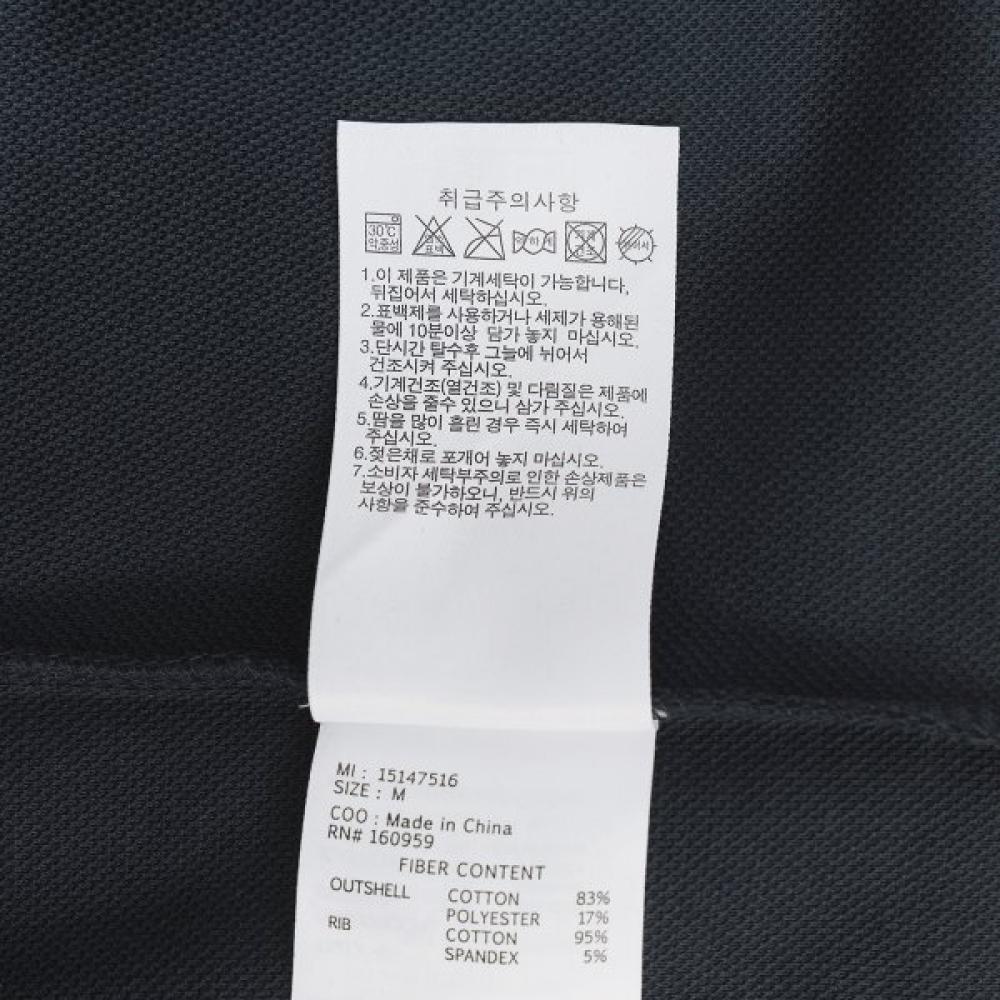 취급주의사항
30℃
약중성
1.이 제품은 기계세탁이 가능합니다,
뒤집어서 세탁하십시오.
2.표백제를 사용하거나 세제가 용해된
물에 10분이상 담가 놓지 마십시오.
3.단시간 탈수후 그늘에 뉘어서
건조시켜 주십시오.
4.기계건조(열건조) 및 다림질은 제품에
손상을 줄수 있으니 삼가 주십시오.
5.땀을 많이 흘린 경우 즉시 세탁하여
주십시오.
6.젖은채로 포개어 놓지 마십시오.
7.소비자 세탁부주의로 인한 손상제품은
보상이 불가하오니, 반드시 위의
사항을 준수하여 주십시오.
MI : 15147516
SIZE : M
COO : Made in China
RN# 160959
FIBER CONTENT
OUTSHELL COTTON 83%
POLYESTER 17%
RIB COTTON 95%
SPANDEX 5%